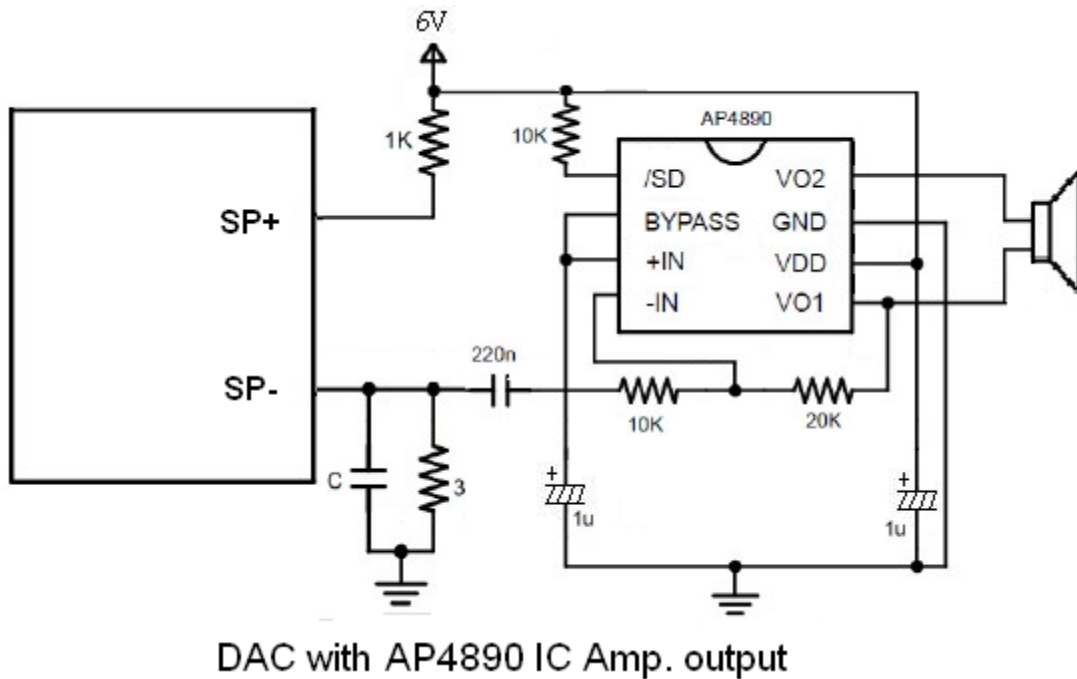 6V
1K
10K
AP4890
/SD
VO2
SP+
BYPASS
GND
+IN
VDD
-IN
VO1
220n
SP-
10K
20K
C
3
+
1u
+
1u
DAC with AP4890 IC Amp. output